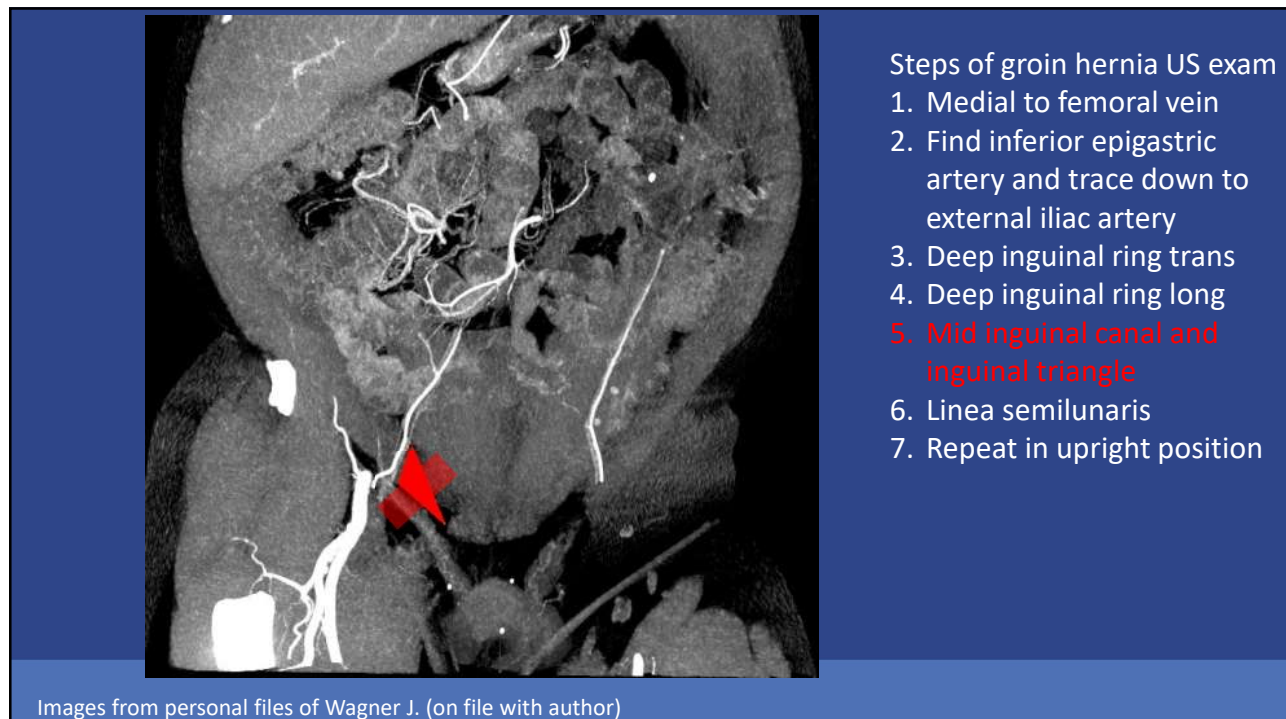 Steps of groin hernia US exam
1. Medial to femoral vein
2. Find inferior epigastric
artery and trace down to
external iliac artery
3. Deep inguinal ring trans
4. Deep inguinal ring long
5. Mid inguinal canal and
inguinal triangle
6. Linea semilunaris
7. Repeat in upright position
Images from personal files of Wagner J. (on file with author)